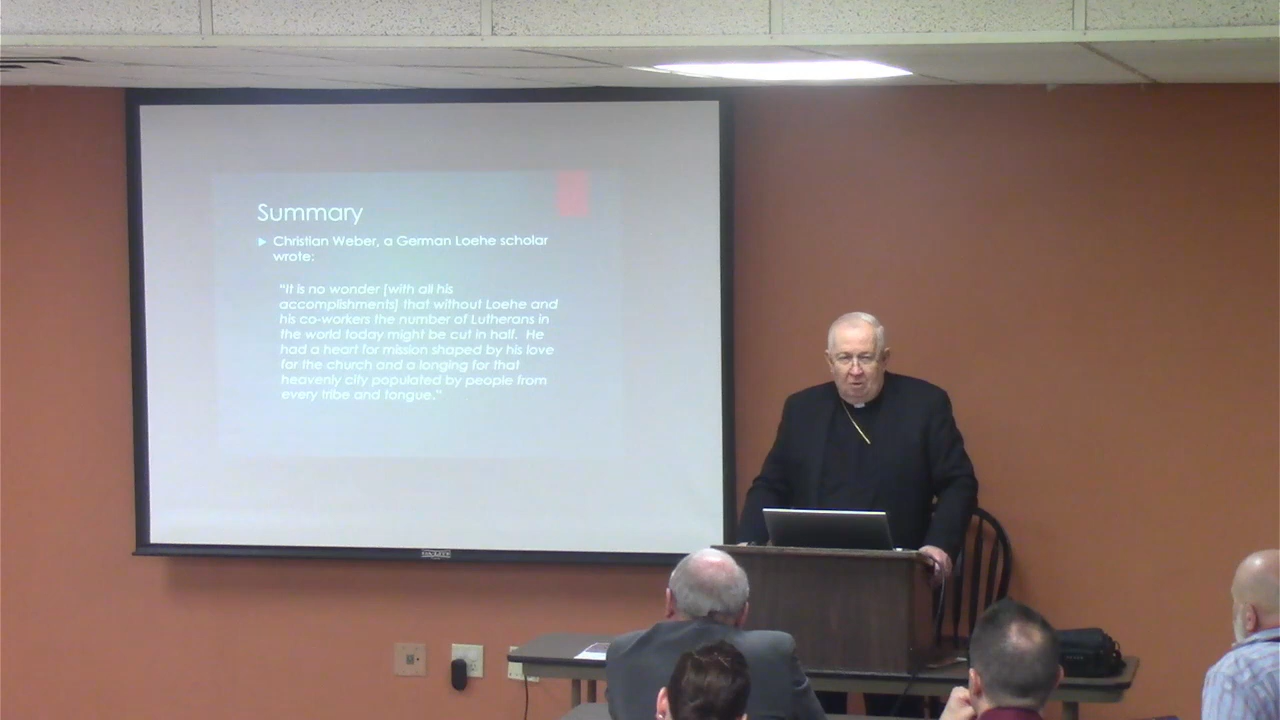 Summary
Christian Weber, a German Loehe scholar
wrote:
"It is no wonder [with all his
accomplishments] that without Loehe and
his co-workers the number of Lutherans in
the world today might be cut in half. He
had a heart for mission shaped by his love
for the church and a longing for that
heavenly city populated by people from
every tribe and tongue."
DA-LITE